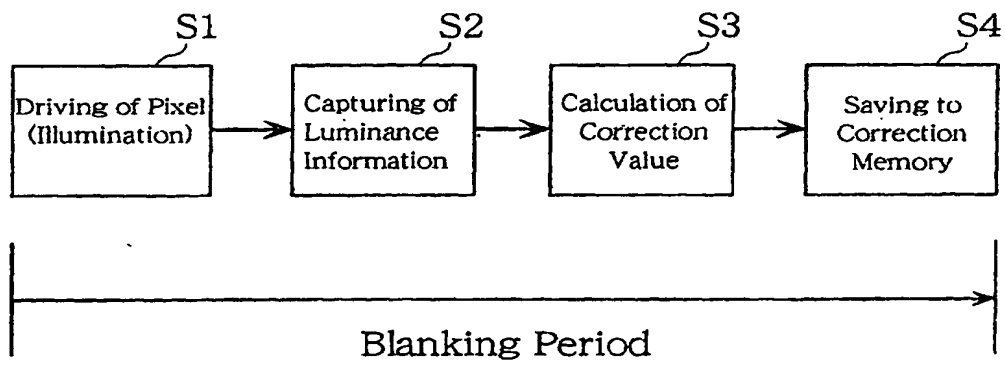 S1
Driving of Pixel
(Illumination)
S2
Capturing of
Luminance
Information
S3
Calculation of
Correction
Value
S4
Saving to
Correction
Memory
Blanking Period